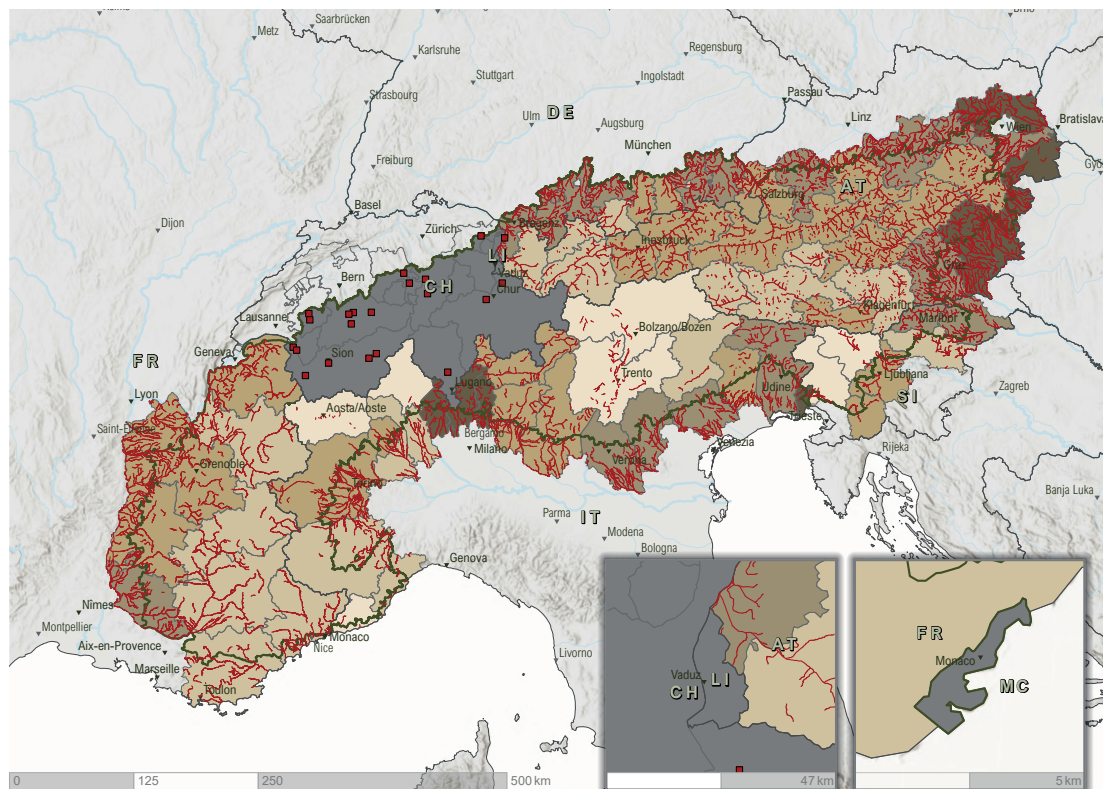 Saarbrücken
Metz
Karlsruhe
Regensburg
Stuttgart
Ingolstadt
Strasbourg
Passau
Ulm
DE
Augsburg
Linz
Wien
Bratislava
München
Freiburg
AT
Salzburg
Basel
Dijon
Zürich
Bregenz
Innsbruck
LI
Graz
Bern
Vaduz
CH
Chur
Klagenfurt
Maribor
Lausanne
Bolzano/Bozen
Geneva
Sion
FR
Trento
Ljubljana
Lugano
Udine
Zagreb
Lyon
SI
Aosta/Aoste
Trieste
Saint-Étienne
Bergamo
Milano
Venezia
Rijeka
Verona
Grenoble
Torino
Banja Luka
Parma
IT
Modena
Bologna
Genova
Nîmes
Montpellier
Monaco
Aix-en-Provence
Nice
Livorno
Marseille
Toulon
AT
Vaduz
LI
CH
FR
Monaco
MC
0
125
250
500 km
47 km
5 km